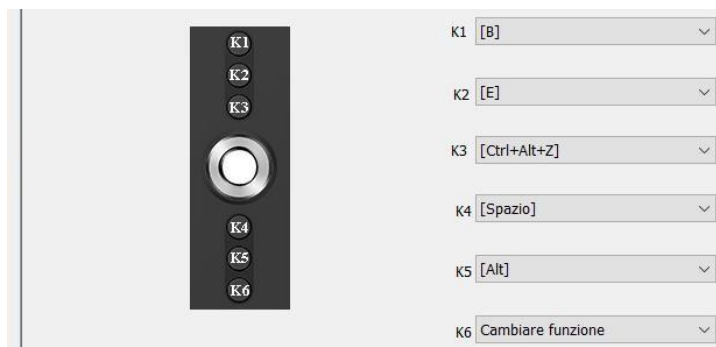 K1
K2
K3
K4
K5
K6
K1 [B]
K2 [E]
K3 [Ctrl+Alt+Z]
K4 [Spazio]
K5 [Alt]
K6 Cambiare funzione